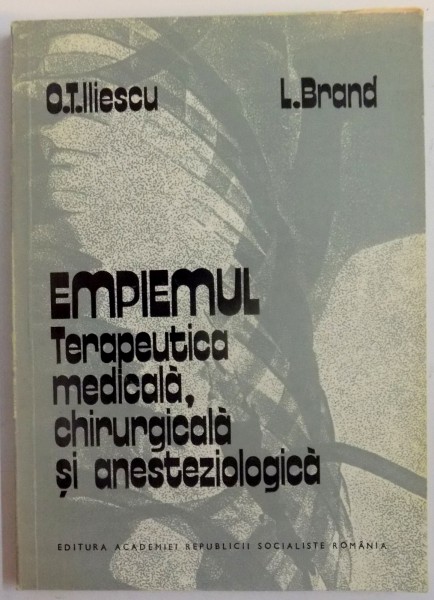 O.T.Iliescu
L.Brand
EMPIEMUL
Terapeutica
medicală,
chirurgicală
și anesteziologică
EDITURA ACADEMIEI REPUBLICII SOCIALISTE ROMÂNIA